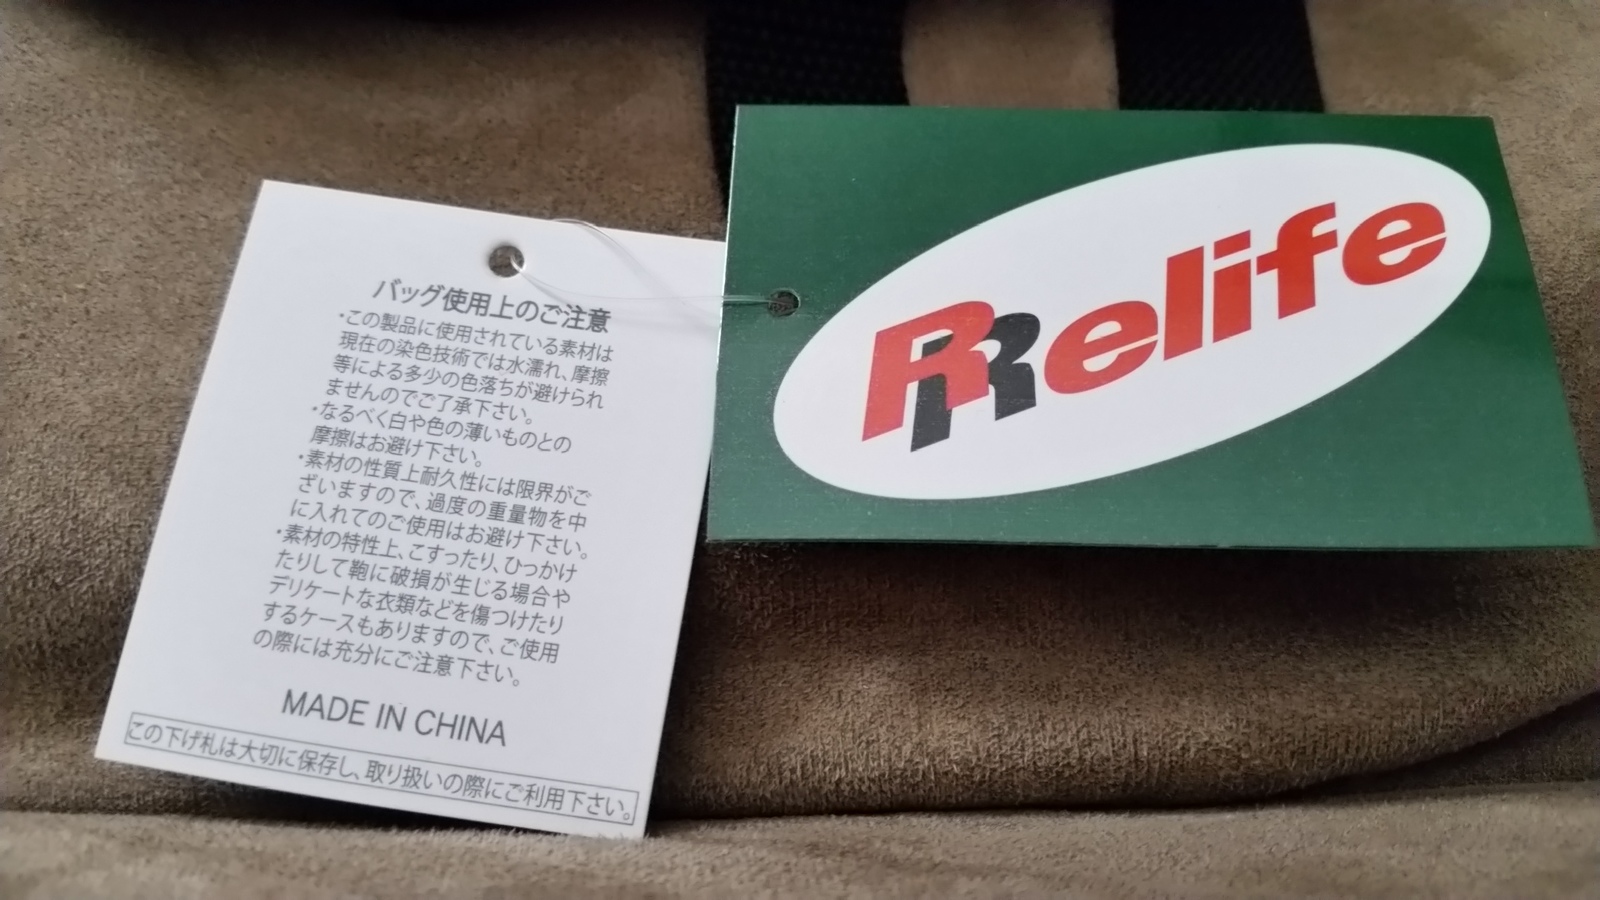 バッグ使用上のご注意
・この製品に使用されている素材は
現在の染色技術では水濡れ、摩擦
等による多少の色落ちが避けられ
ませんのでご了承下さい。
・なるべく白や色の薄いものとの
摩擦はお避け下さい。
・素材の性質上耐久性には限界がご
ざいますので、過度の重量物を中
に入れてのご使用はお避け下さい。
・素材の特性上、こすったり、ひっかけ
たりして鞄に破損が生じる場合や
デリケートな衣類などを傷つけたり
するケースもありますので、ご使用
の際には充分にご注意下さい。
MADE IN CHINA
この下げ札は大切に保存し、取り扱いの際にご利用下さい。
RRelife